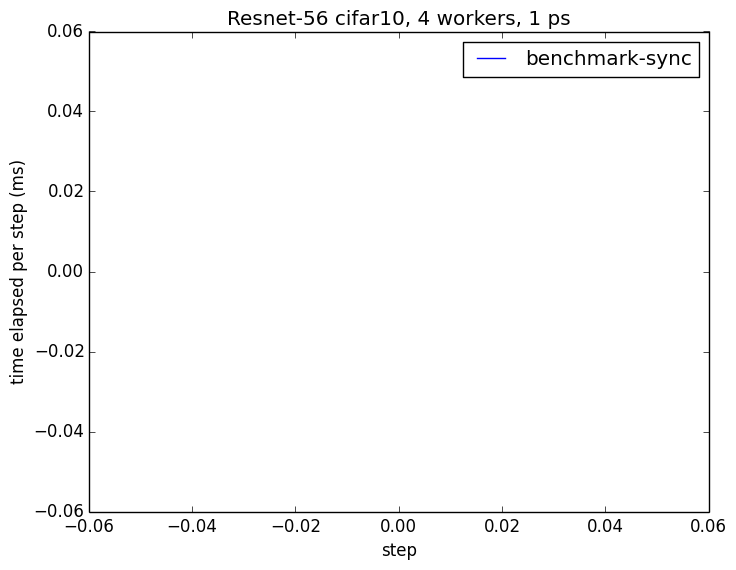 Resnet-56 cifar10, 4 workers, 1 ps
benchmark-sync
time elapsed per step (ms)
0.06
0.04
0.02
0.00
−0.02
−0.04
−0.06
−0.06 −0.04 −0.02 0.00 0.02 0.04 0.06
step